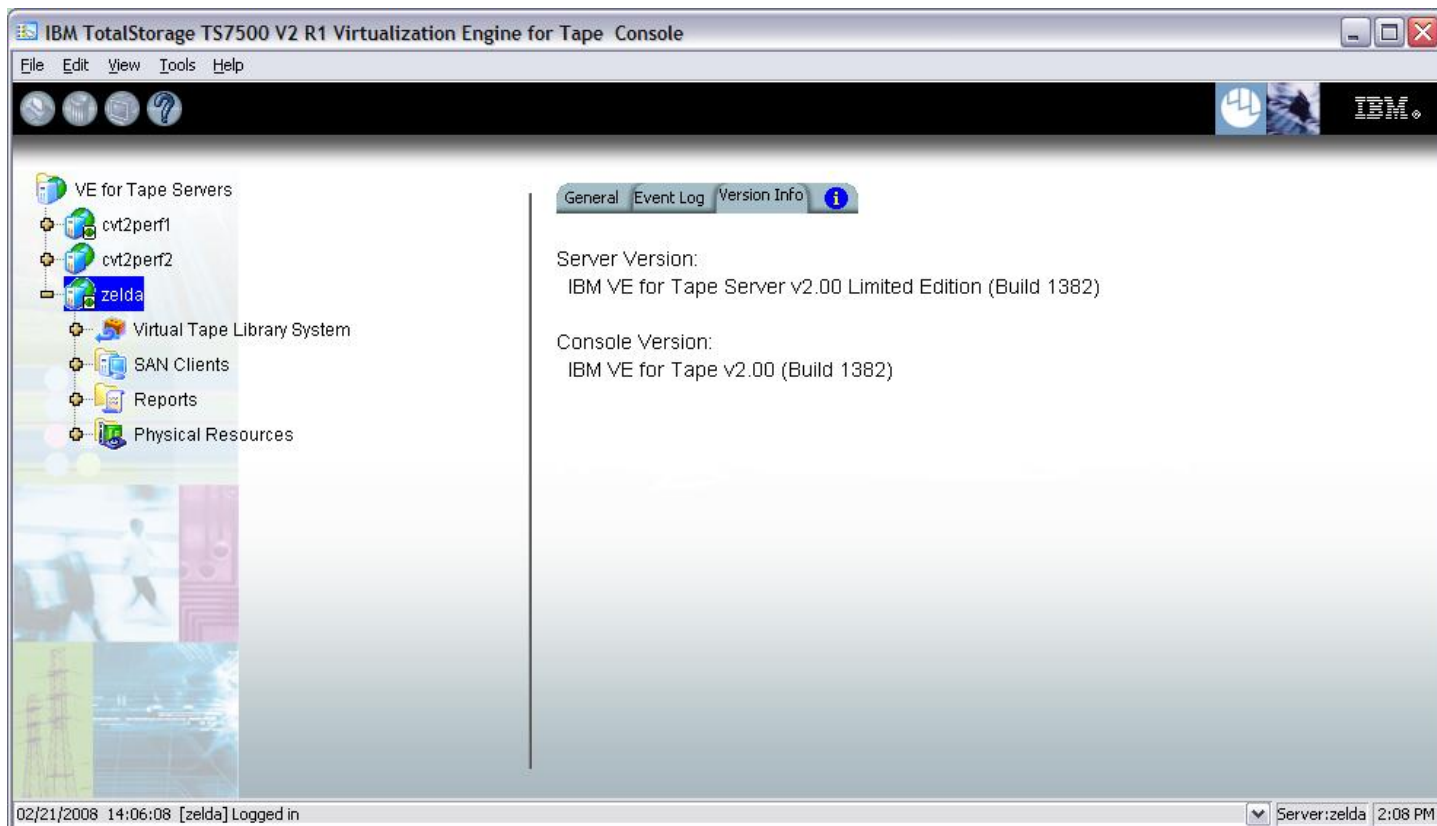 IBM TotalStorage TS7500 V2 R1 Virtualization Engine for Tape Console
File Edit View Tools Help
IBM
VE for Tape Servers
cvt2perf1
cvt2perf2
zelda
Virtual Tape Library System
SAN Clients
Reports
Physical Resources
General Event Log Version Info
Server Version:
IBM VE for Tape Server v2.00 Limited Edition (Build 1382)
Console Version:
IBM VE for Tape v2.00 (Build 1382)
02/21/2008 14:06:08 [zelda] Logged in
Server:zelda 2:08 PM